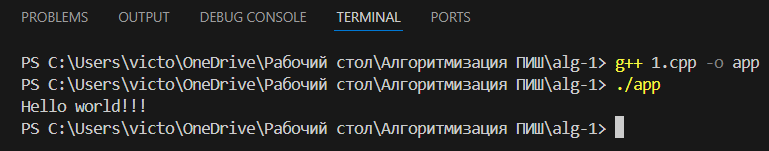 PROBLEMS OUTPUT DEBUG CONSOLE TERMINAL PORTS
PS C:\Users\victo\OneDrive\Рабочий стол\Алгоритмизация ПИШ\alg-1> g++ 1.cpp -o app
PS C:\Users\victo\OneDrive\Рабочий стол\Алгоритмизация ПИШ\alg-1> ./app
Hello world!!!
PS C:\Users\victo\OneDrive\Рабочий стол\Алгоритмизация ПИШ\alg-1>